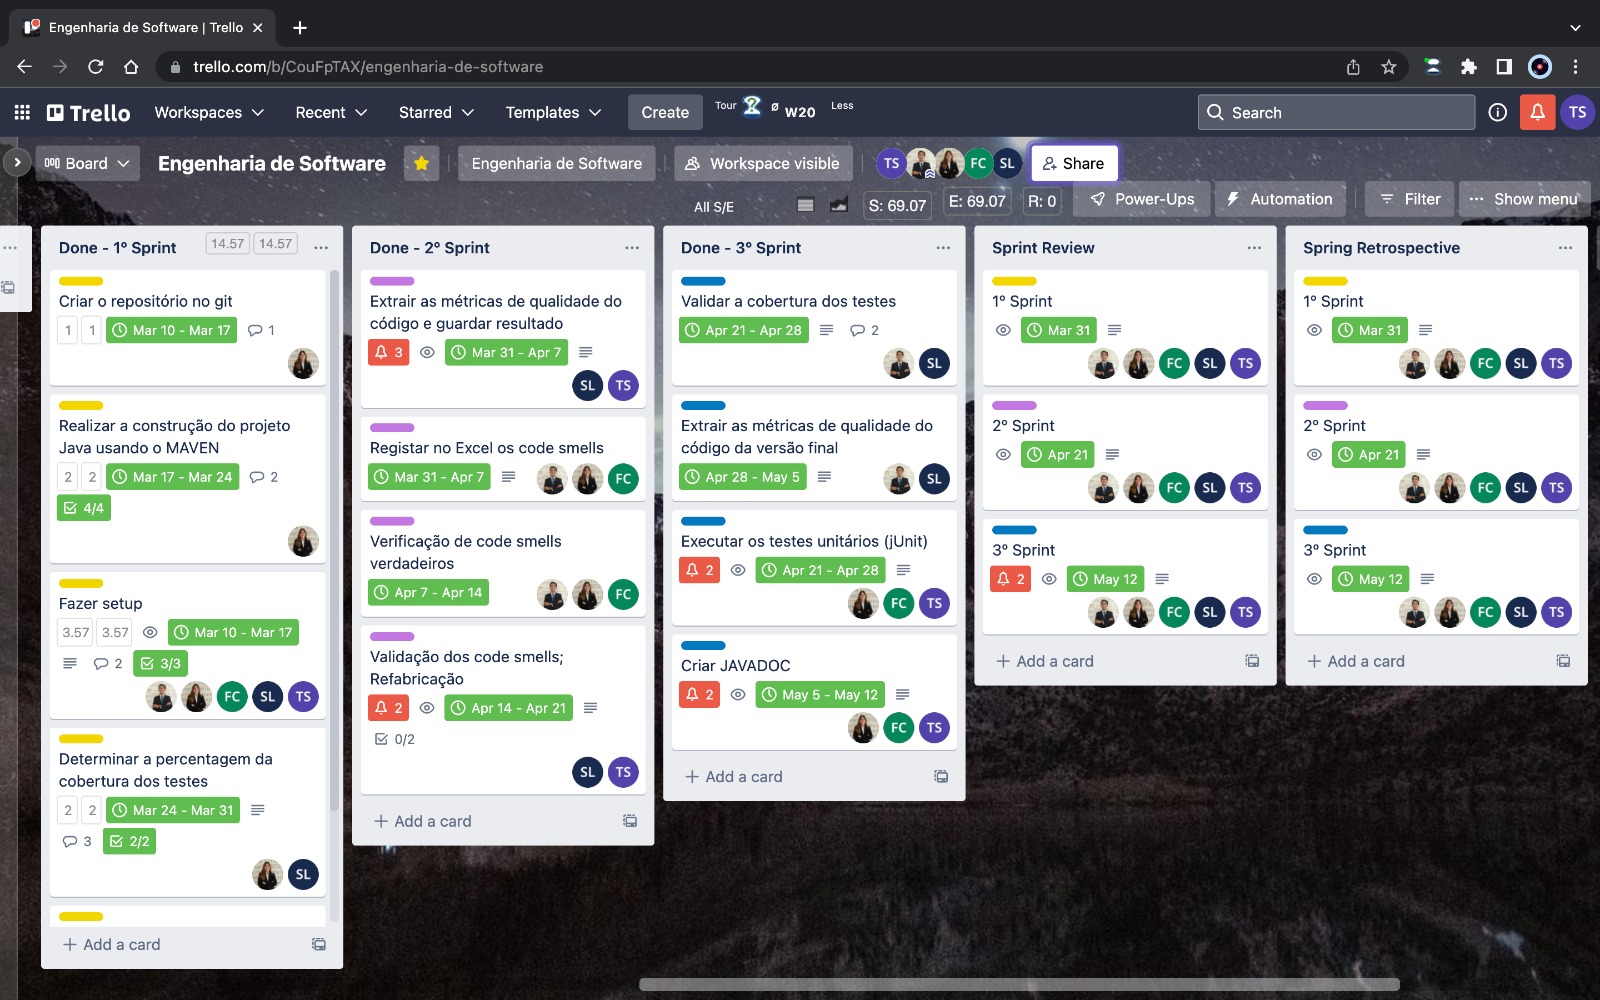 Engenharia de Software | Trello
trello.com/b/CouFpTAX/engenharia-de-software
Trello
Workspaces
Recent
Starred
Templates
Create
Tour
Ø W20
Less
Search
TS
Board
Engenharia de Software
Engenharia de Software
Workspace visible
TS
FC
SL
Share
All S/E
S: 69.07
E: 69.07
R: 0
Power-Ups
Automation
Filter
Show menu
Done - 1º Sprint
14.57
14.57
Criar o repositório no git
1
1
Mar 10 - Mar 17
1
Realizar a construção do projeto
Java usando o MAVEN
2
2
Mar 17 - Mar 24
2
4/4
Fazer setup
3.57
3.57
Mar 10 - Mar 17
2
3/3
FC
SL
TS
Determinar a percentagem da
cobertura dos testes
2
2
Mar 24 - Mar 31
3
2/2
SL
Add a card
Done - 2º Sprint
Extrair as métricas de qualidade do
código e guardar resultado
3
Mar 31 - Apr 7
SL
TS
Registar no Excel os code smells
Mar 31 - Apr 7
FC
Verificação de code smells
verdadeiros
Apr 7 - Apr 14
FC
Validação dos code smells;
Refabricação
2
Apr 14 - Apr 21
0/2
SL
TS
Add a card
Done - 3º Sprint
Validar a cobertura dos testes
Apr 21 - Apr 28
2
SL
Extrair as métricas de qualidade do
código da versão final
Apr 28 - May 5
SL
Executar os testes unitários (jUnit)
2
Apr 21 - Apr 28
FC
TS
Criar JAVADOC
2
May 5 - May 12
FC
TS
Add a card
Sprint Review
1º Sprint
Mar 31
FC
SL
TS
2º Sprint
Apr 21
FC
SL
TS
3º Sprint
2
May 12
FC
SL
TS
Add a card
Spring Retrospective
1º Sprint
Mar 31
FC
SL
TS
2º Sprint
Apr 21
FC
SL
TS
3º Sprint
May 12
FC
SL
TS
Add a card